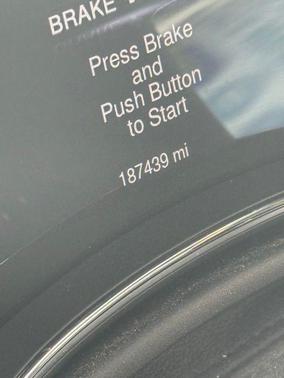 BRAKE
Press Brake
and
Push Button
to Start
187439 mi